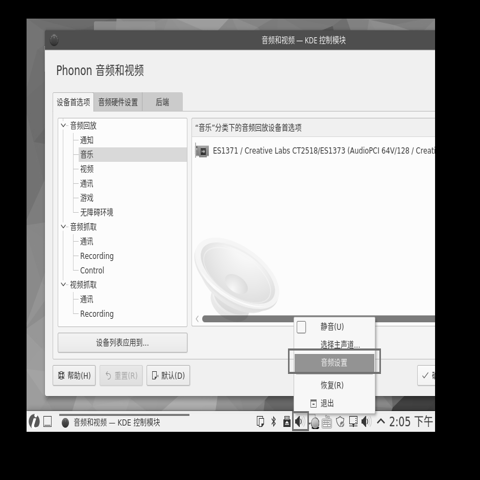 音频和视频 — KDE 控制模块
Phonon 音频和视频
设备首选项 音频硬件设置 后端
音频回放
通知
音乐
视频
通讯
游戏
无障碍环境
音频抓取
通讯
Recording
Control
视频抓取
通讯
Recording
设备列表应用到...
"音乐"分类下的音频回放设备首选项
ES1371 / Creative Labs CT2518/ES1373 (AudioPCI 64V/128 / Creati
静音(U)
选择主声道...
音频设置
恢复(R)
退出
帮助(H) 重置(R) 默认(D)
音频和视频 — KDE 控制模块
2:05 下午